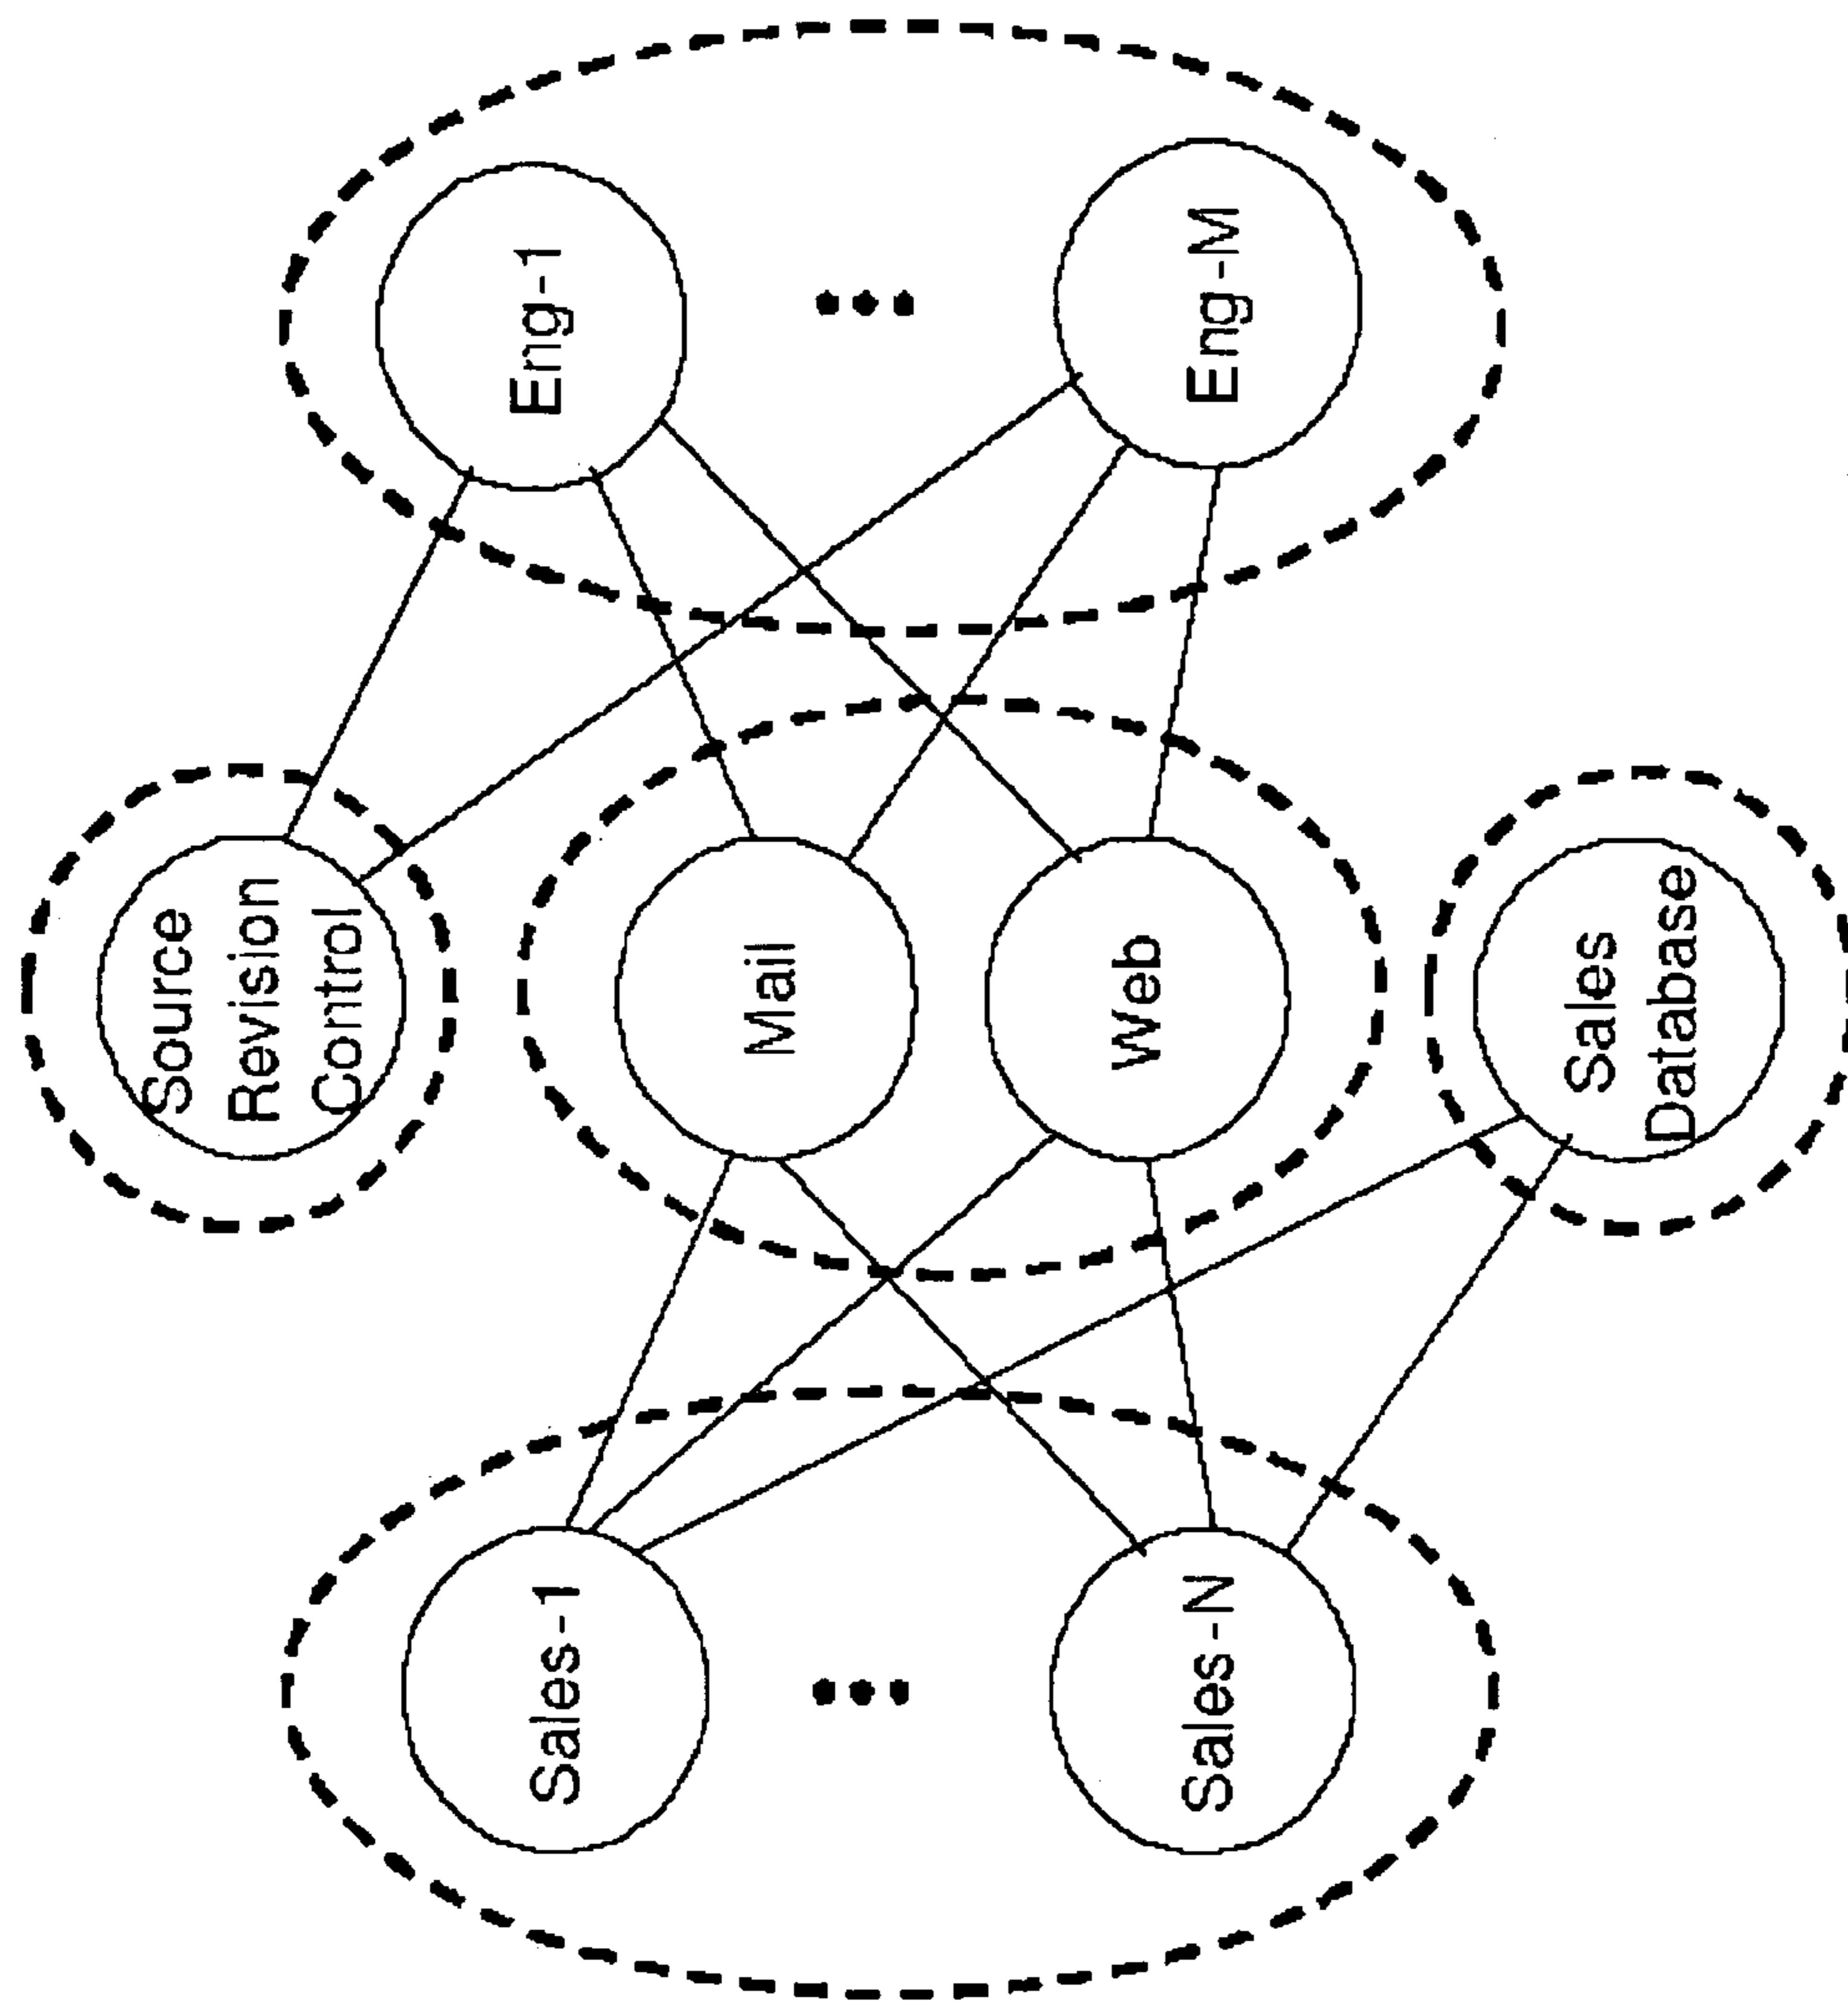 Source
Revision
Control
Eng-1
Mail
Eng-M
Web
Sales-1
Sales
Database
Sales-N